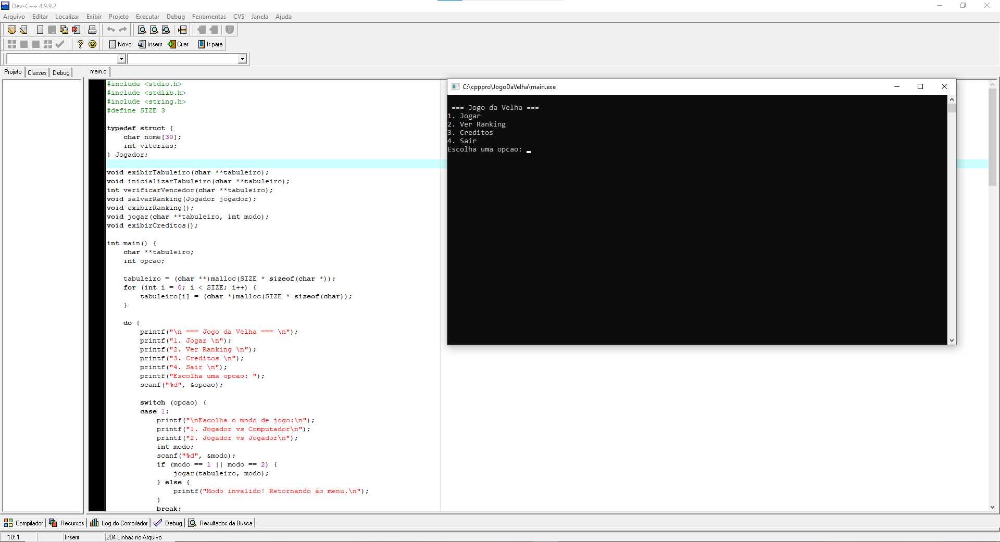 Dev-C++ 4.9.9.2
Arquivo Editar Localizar Exibir Projeto Executar Debug Ferramentas CVS Janela Ajuda
Novo Inserir Criar Ir para
Projeto Classes Debug
main.c
#include <stdio.h>
#include <stdlib.h>
#include <string.h>
#define SIZE 3
typedef struct {
    char nome[30];
    int vitorias;
} Jogador;
void exibirTabuleiro(char **tabuleiro);
void inicializarTabuleiro(char **tabuleiro);
int verificarVencedor(char **tabuleiro);
void salvarRanking(Jogador jogador);
void exibirRanking();
void jogar(char **tabuleiro, int modo);
void exibirCreditos();
int main() {
    char **tabuleiro;
    int opcao;
    tabuleiro = (char **)malloc(SIZE * sizeof(char *));
    for (int i = 0; i < SIZE; i++) {
        tabuleiro[i] = (char *)malloc(SIZE * sizeof(char));
    }
    do {
        printf("\n === Jogo da Velha === \n");
        printf("1. Jogar \n");
        printf("2. Ver Ranking \n");
        printf("3. Creditos \n");
        printf("4. Sair \n");
        printf("Escolha uma opcao: ");
        scanf("%d", &opcao);
        switch (opcao) {
        case 1:
            printf("\nEscolha o modo de jogo:\n");
            printf("1. Jogador vs Computador\n");
            printf("2. Jogador vs Jogador\n");
            int modo;
            scanf("%d", &modo);
            if (modo == 1 || modo == 2) {
                jogar(tabuleiro, modo);
            } else {
                printf("Modo invalido! Retornando ao menu.\n");
            }
            break;
C:\cpppro\JogoDaVelha\main.exe
=== Jogo da Velha ===
1. Jogar
2. Ver Ranking
3. Creditos
4. Sair
Escolha uma opcao:
Compilador Recursos Log do Compilador Debug Resultados da Busca
10: 1 Inserir 204 Linhas no Arquivo